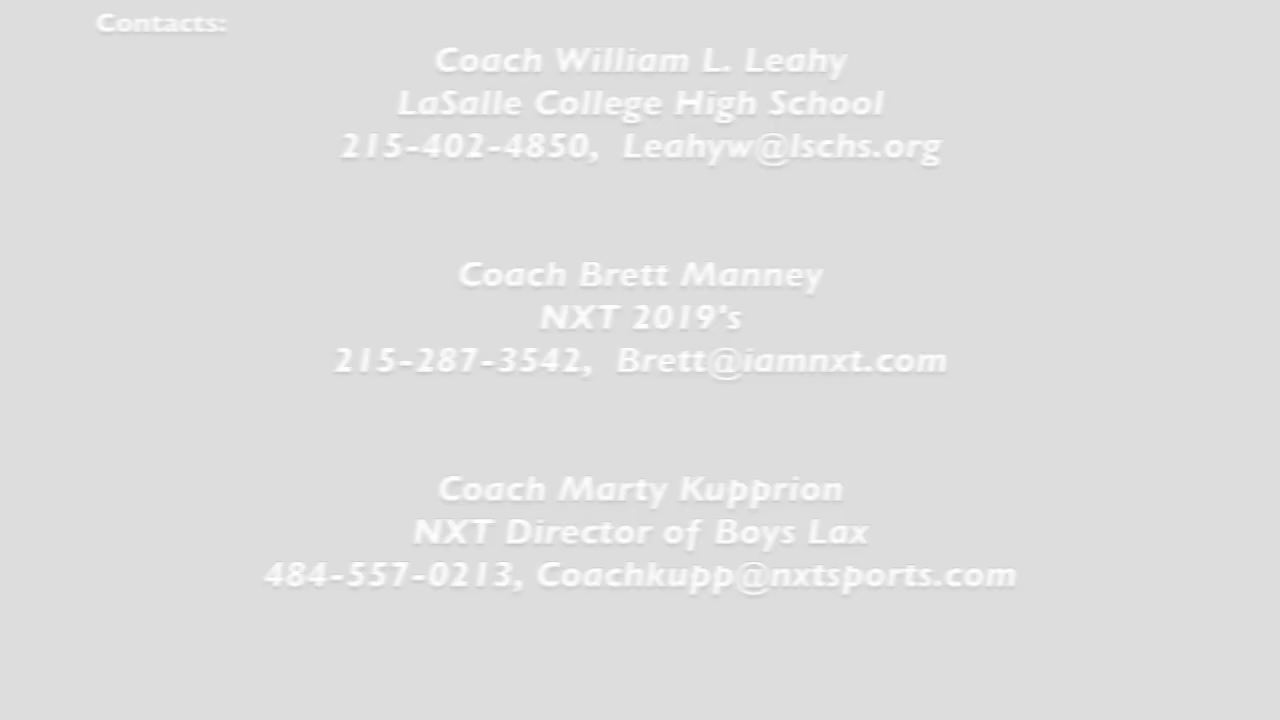 Contacts:
Coach William L. Leahy
LaSalle College High School
215-402-4850,  Leahyw@lschs.org
Coach Brett Manney
NXT 2019's
215-287-3542,  Brett@iamnxt.com
Coach Marty Kupprion
NXT Director of Boys Lax
484-557-0213, Coachkupp@nxtsports.com